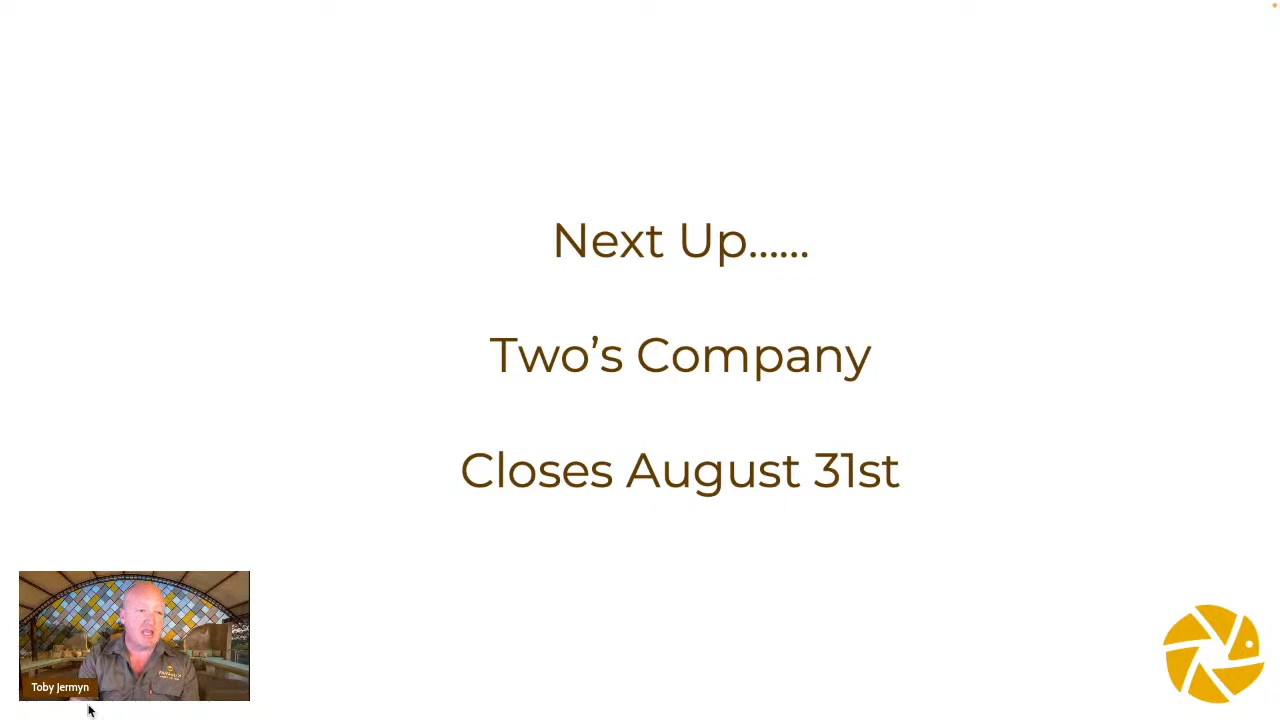 Next Up......
Two’s Company
Closes August 31st
Toby Jermyn